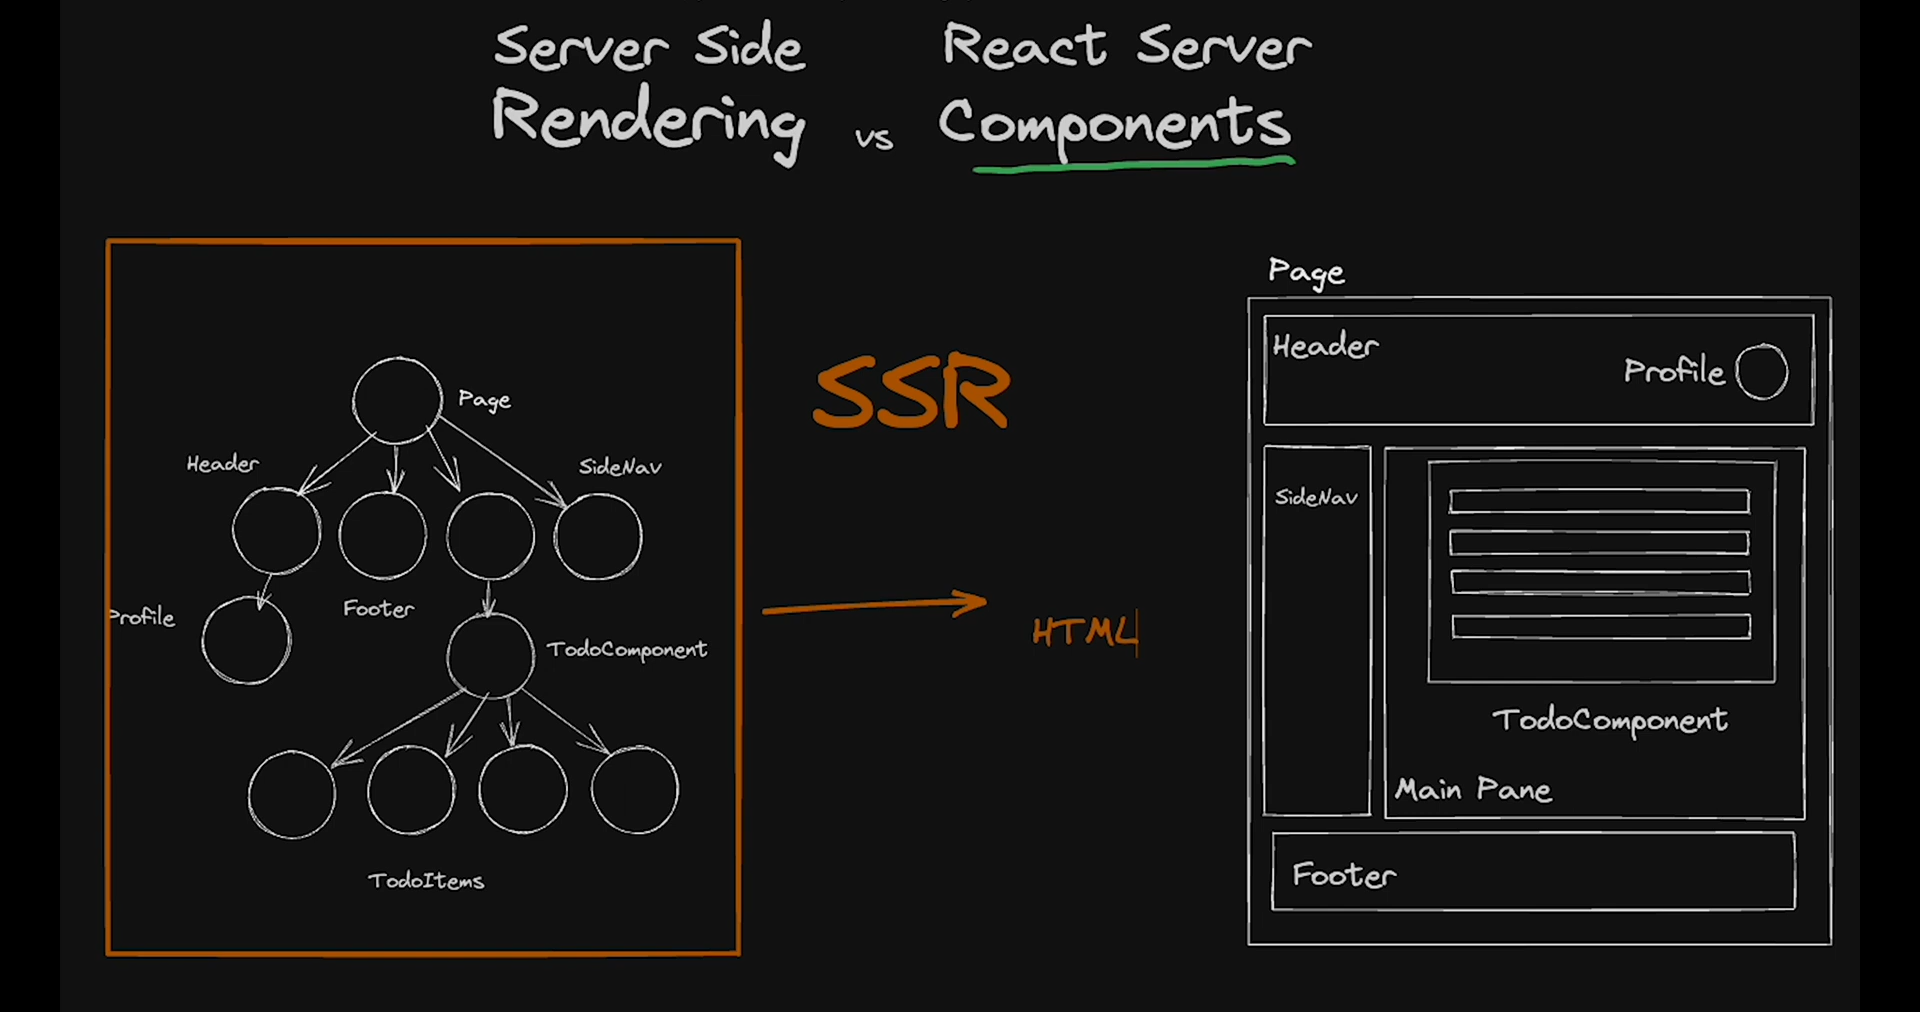 Server Side
Rendering
vs
React Server
Components
SSR
HTML
Page
Header
SideNav
Profile
Footer
TodoComponent
TodoItems
Page
Header
Profile
SideNav
TodoComponent
Main Pane
Footer